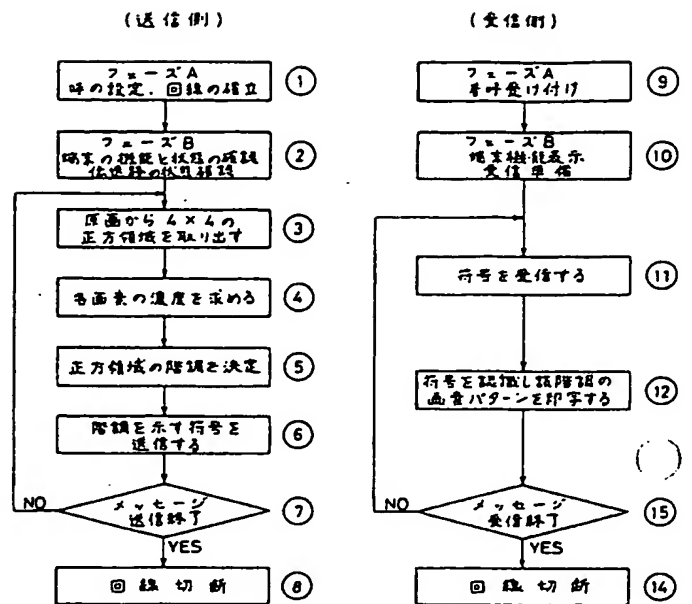 (送信側)
フェーズA
呼の設定.回線の確立
①
フェーズB
端末の機能と状態の確認
伝送路の状態確認
②
原画から4×4の
正方領域を取り出す
③
各画素の濃度を求める
④
正方領域の階調を決定
⑤
階調を示す符号を
送信する
⑥
メッセージ
送信終了
⑦
NO
YES
回線切断
⑧
(受信側)
フェーズA
着呼受け付け
⑨
フェーズB
端末機能表示
受信準備
⑩
符号を受信する
⑪
符号を認識し該階調の
画素パターンを印字する
⑫
メッセージ
受信終了
⑮
NO
YES
回線切断
⑭